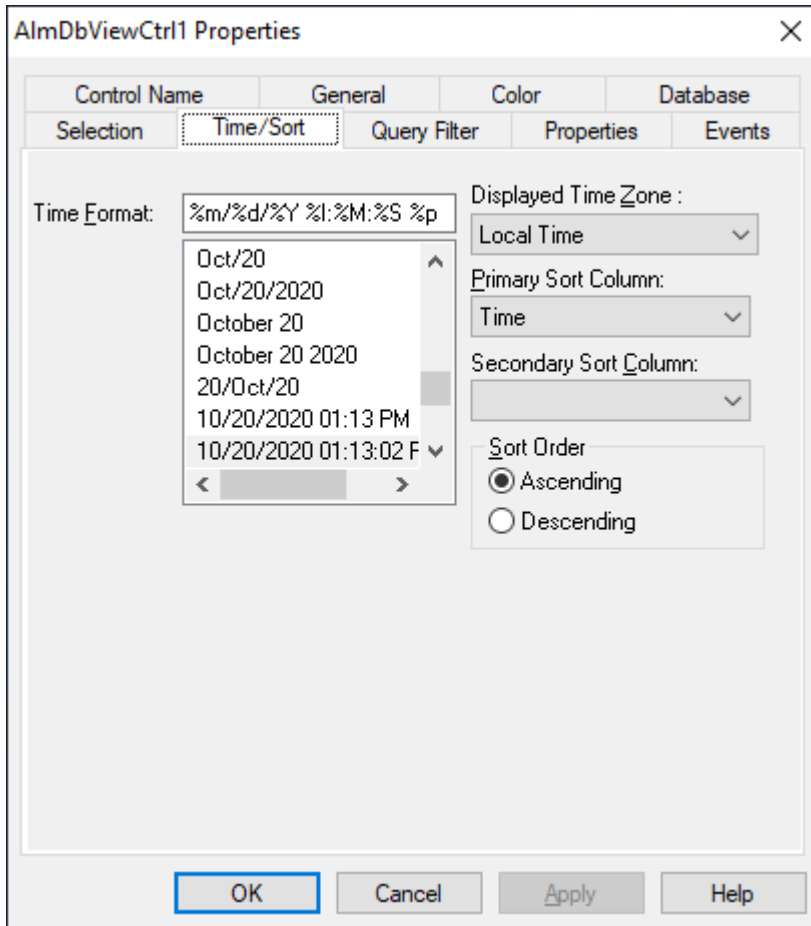 AlmDbViewCtrl1 Properties
Control Name
General
Color
Database
Selection
Time/Sort
Query Filter
Properties
Events
Time Format:
%m/%d/%Y %I:%M:%S %p
Oct/20
Oct/20/2020
October 20
October 20 2020
20/Oct/20
10/20/2020 01:13 PM
10/20/2020 01:13:02
Displayed Time Zone :
Local Time
Primary Sort Column:
Time
Secondary Sort Column:
Sort Order
Ascending
Descending
OK
Cancel
Apply
Help